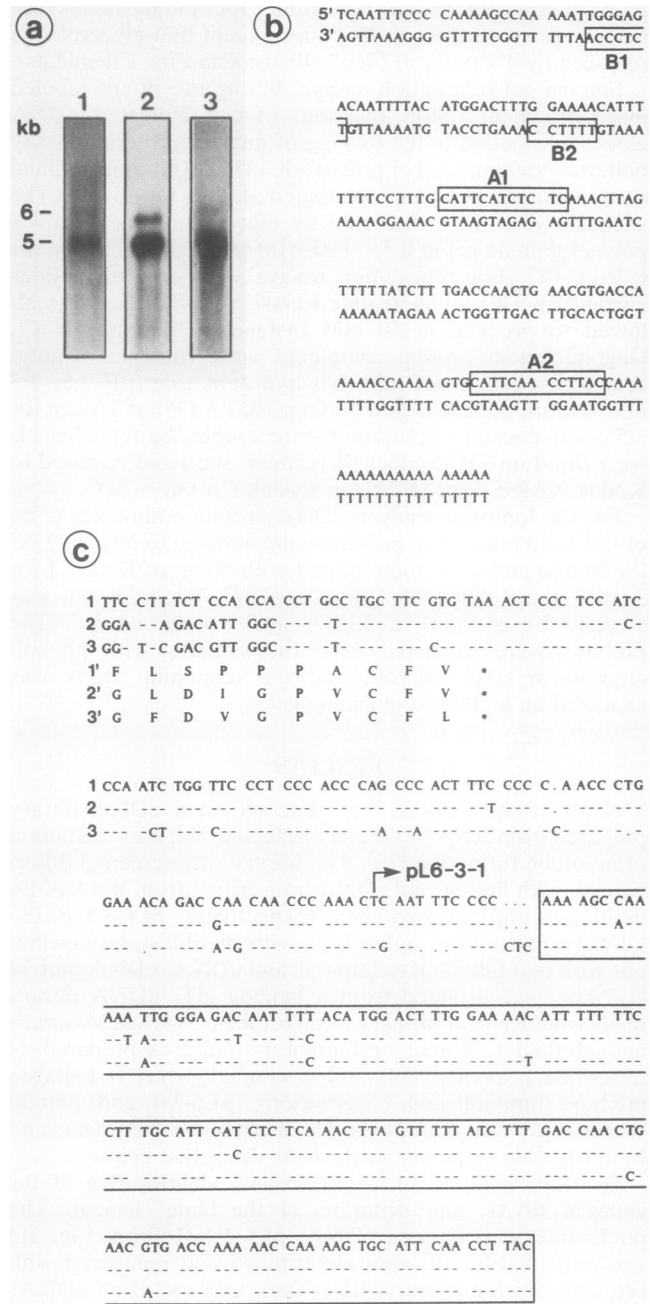 a
1 2 3
kb
6
5
b
5' TCAATTTCCC CAAAAGCCAA AAATTGGGAG
3' AGTTAAAGGG GTTTTCGGTT TTTAACCCTC
B1
ACAATTTTAC ATGGACTTTG GAAAACATTT
TGTTAAAATG TACCTGAAAC CTTTTGTAAA
B2
A1
TTTTCCTTTG CATTCATCTC TCAAACTTAG
AAAAGGAAAC GTAAGTAGAG AGTTTGAATC
TTTTTATCTT TGACCAACTG AACGTGACCA
AAAAATAGAA ACTGGTTGAC TTGCACTGGT
A2
AAAACCAAAA GTGCATTCAA CCTTACCAAA
TTTTGGTTTT CACGTAAGTT GGAATGGTTT
AAAAAAAAAA AAAAA
TTTTTTTTTT TTTTT
c
1 TTC CTT TCT CCA CCA CCT GCC TGC TTC GTG TAA ACT CCC TCC ATC
2 GGA --A GAC ATT GGC --- --T --- --- --- --- --- --- --- --C-
3 GG- T-C GAC GTT GGC --- --T --- --- C-- --- --- --- --- ---
1' F L S P P P A C F V •
2' G L D I G P V C F V •
3' G F D V G P V C F L •
1 CCA ATC TGG TTC CCT CCC ACC CAG CCC ACT TTC CCC C.A ACC CTG
2 ----------T----------
3 --CT---C----------A--A----------C-----
pL6-3-1
GAA ACA GAC CAA CAA CCC AAA CTC AAT TTC CCC ... AAA AGC CAA
----------G----------A--
----------G----------CTC ----------
AAA TTG GGA GAC AAT TTT ACA TGG ACT TTG GAA AAC ATT TTT TTC
--T A--------T-----C----------
----A----------C----------T-----
CTT TGC ATT CAT CTC TCA AAC TTA GTT TTT ATC TTT GAC CAA CTG
----------C----------
----------C-
AAC GTG ACC AAA AAC CAA AAG TGC ATT CAA CCT TAC
----------
----A----------